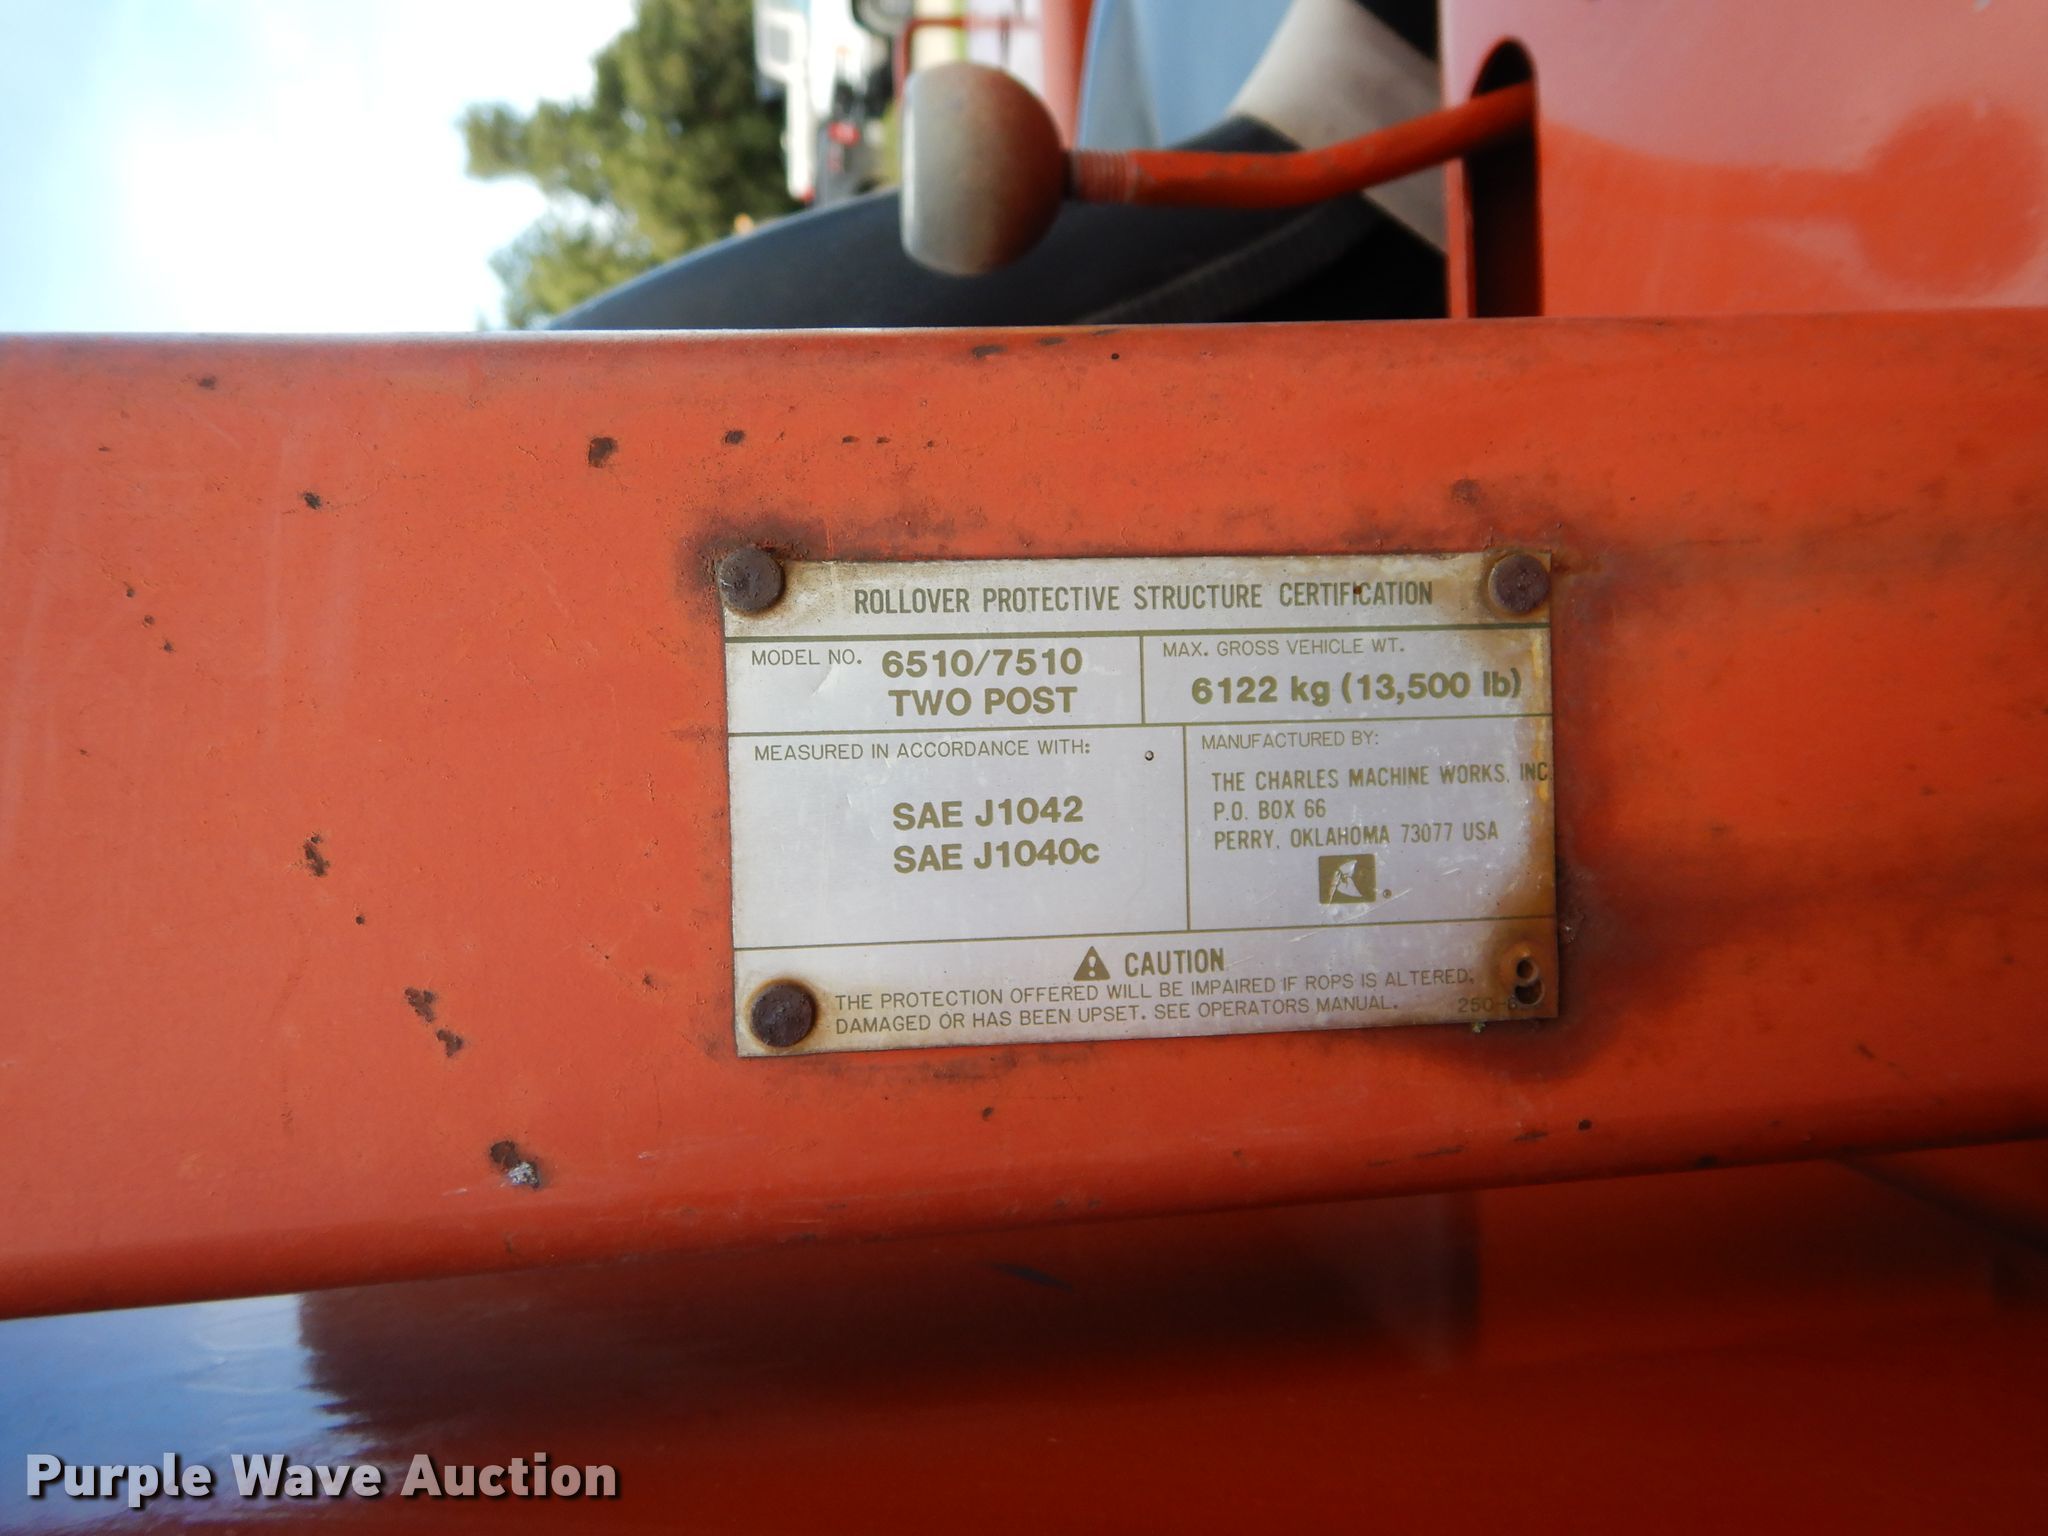 ROLLOVER PROTECTIVE STRUCTURE CERTIFICATION
MODEL NO. 6510/7510
TWO POST
MAX. GROSS VEHICLE WT.
6122 kg (13,500 lb)
MEASURED IN ACCORDANCE WITH:
SAE J1042
SAE J1040c
MANUFACTURED BY:
THE CHARLES MACHINE WORKS, INC
P.O. BOX 66
PERRY, OKLAHOMA 73077 USA
CAUTION
THE PROTECTION OFFERED WILL BE IMPAIRED IF ROPS IS ALTERED,
DAMAGED OR HAS BEEN UPSET. SEE OPERATORS MANUAL.
Purple Wave Auction